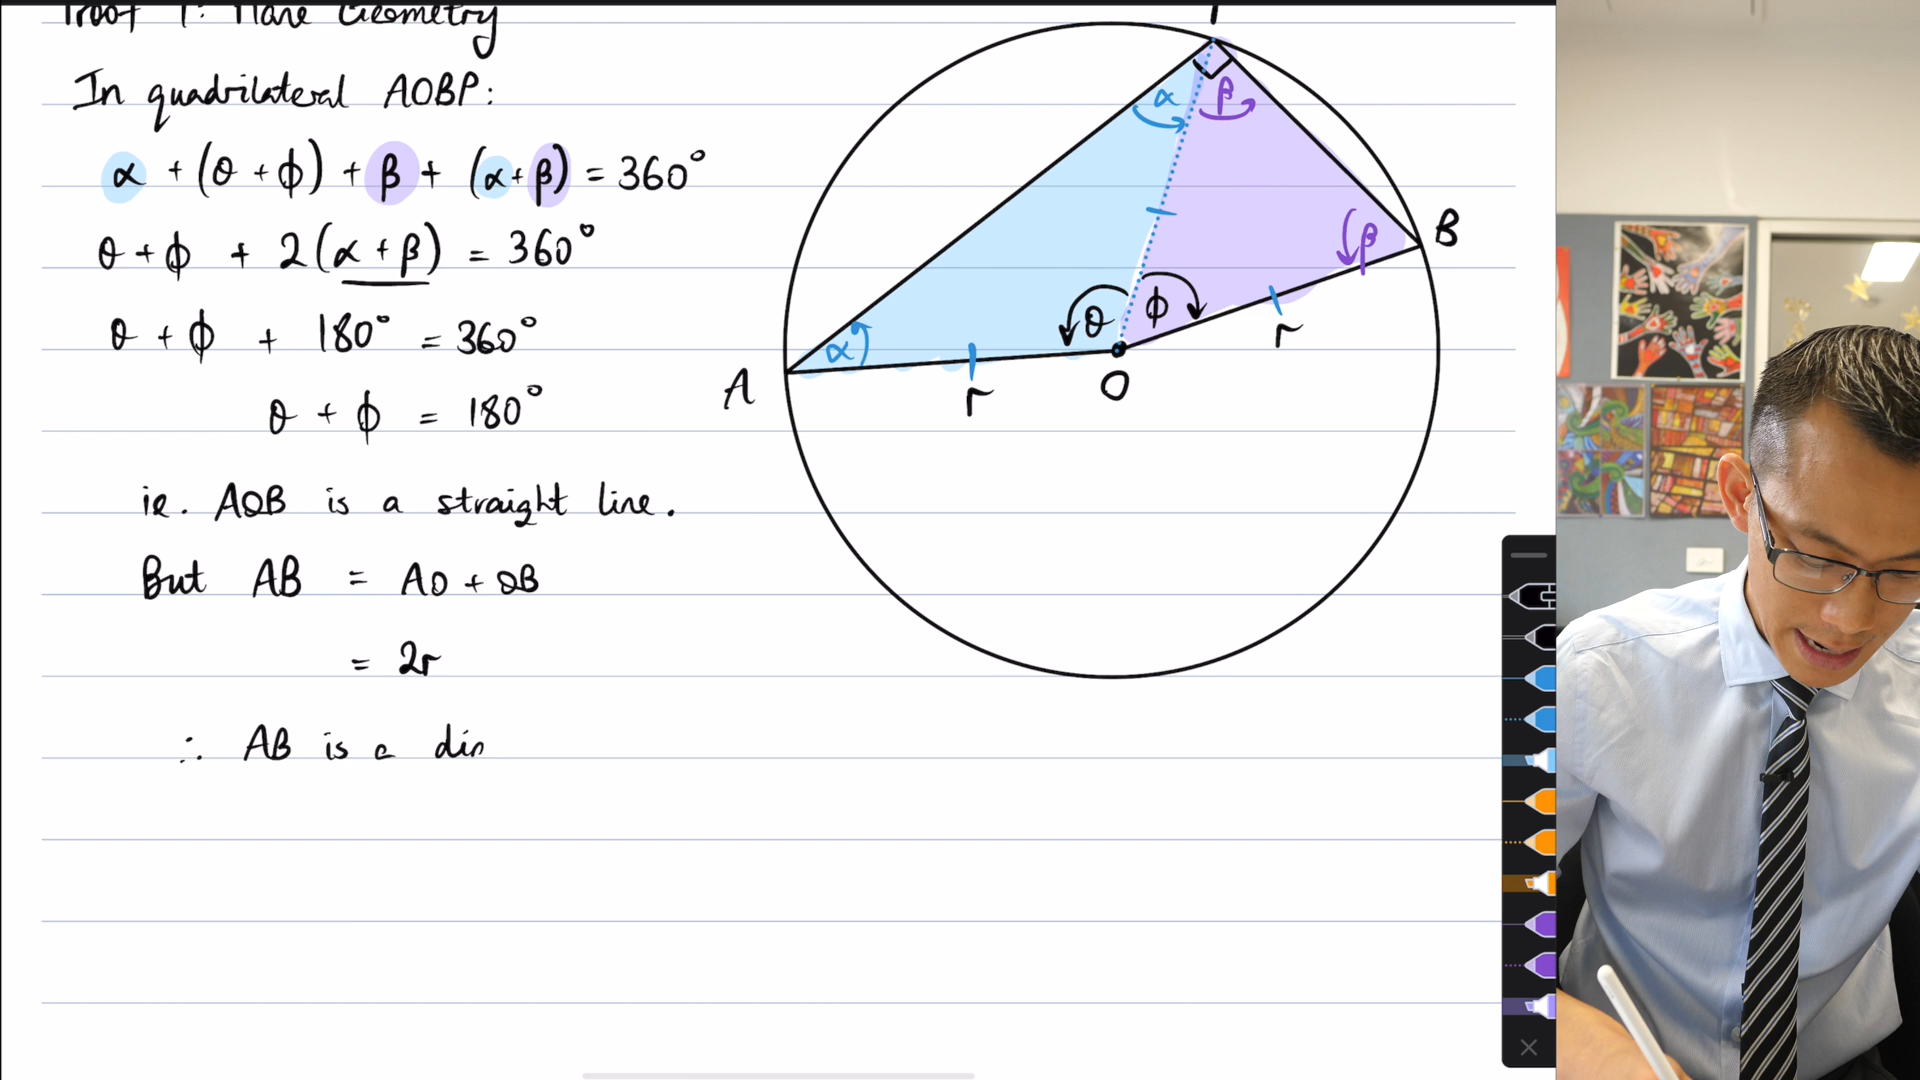 Proof 1: Plane Geometry
In quadrilateral AOBP:
α + (θ + ϕ) + β + (α+β) = 360°
θ + ϕ + 2(α + β) = 360°
θ + ϕ + 180° = 360°
θ + ϕ = 180°
ie. AOB is a straight line.
But AB = AO + OB
= 2r
∴ AB is a dia
α
β
B
β
θ
ϕ
r
α
A
r
O